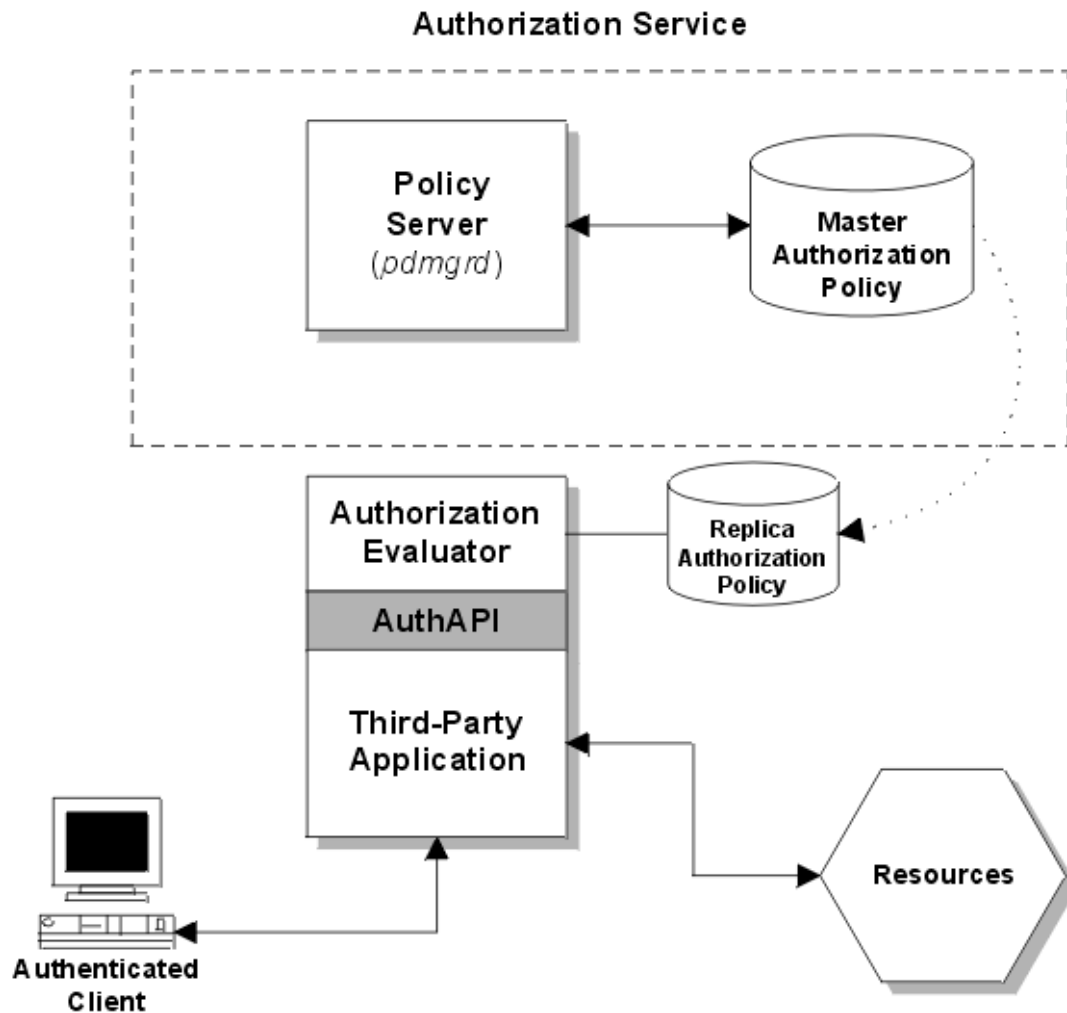 Authorization Service
Policy
Server
(pdmgrd)
Master
Authorization
Policy
Authorization
Evaluator
Replica
Authorization
Policy
AuthAPI
Third-Party
Application
Resources
Authenticated
Client